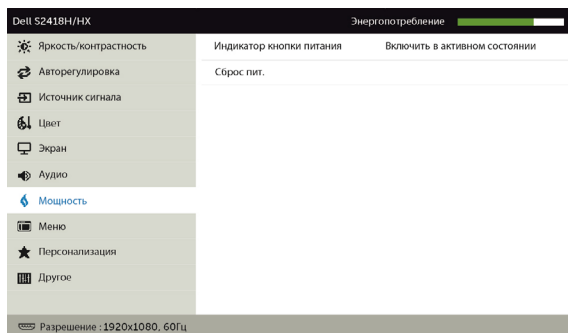 Dell S2418H/HX Энергопотребление
Яркость/контрастность Индикатор кнопки питания Включить в активном состоянии
Авторегулировка Сброс пит.
Источник сигнала
Цвет
Экран
Аудио
Мощность
Меню
Персонализация
Другое
Разрешение : 1920x1080, 60Гц